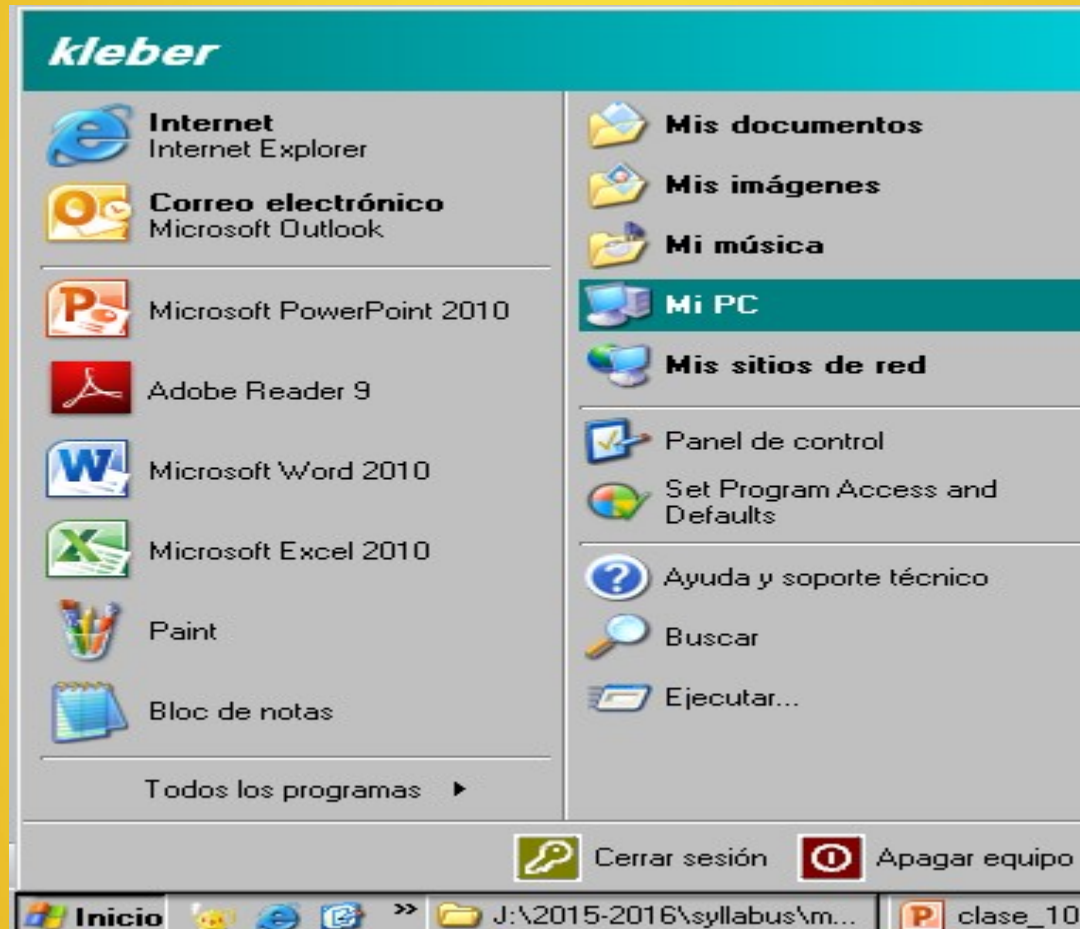 kleber
Internet
Internet Explorer
Correo electrónico
Microsoft Outlook
Microsoft PowerPoint 2010
Adobe Reader 9
Microsoft Word 2010
Microsoft Excel 2010
Paint
Bloc de notas
Todos los programas
Mis documentos
Mis imágenes
Mi música
Mi PC
Mis sitios de red
Panel de control
Set Program Access and
Defaults
Ayuda y soporte técnico
Buscar
Ejecutar...
Cerrar sesión
Apagar equipo
Inicio
J:\2015-2016\syllabus\m...
clase_10